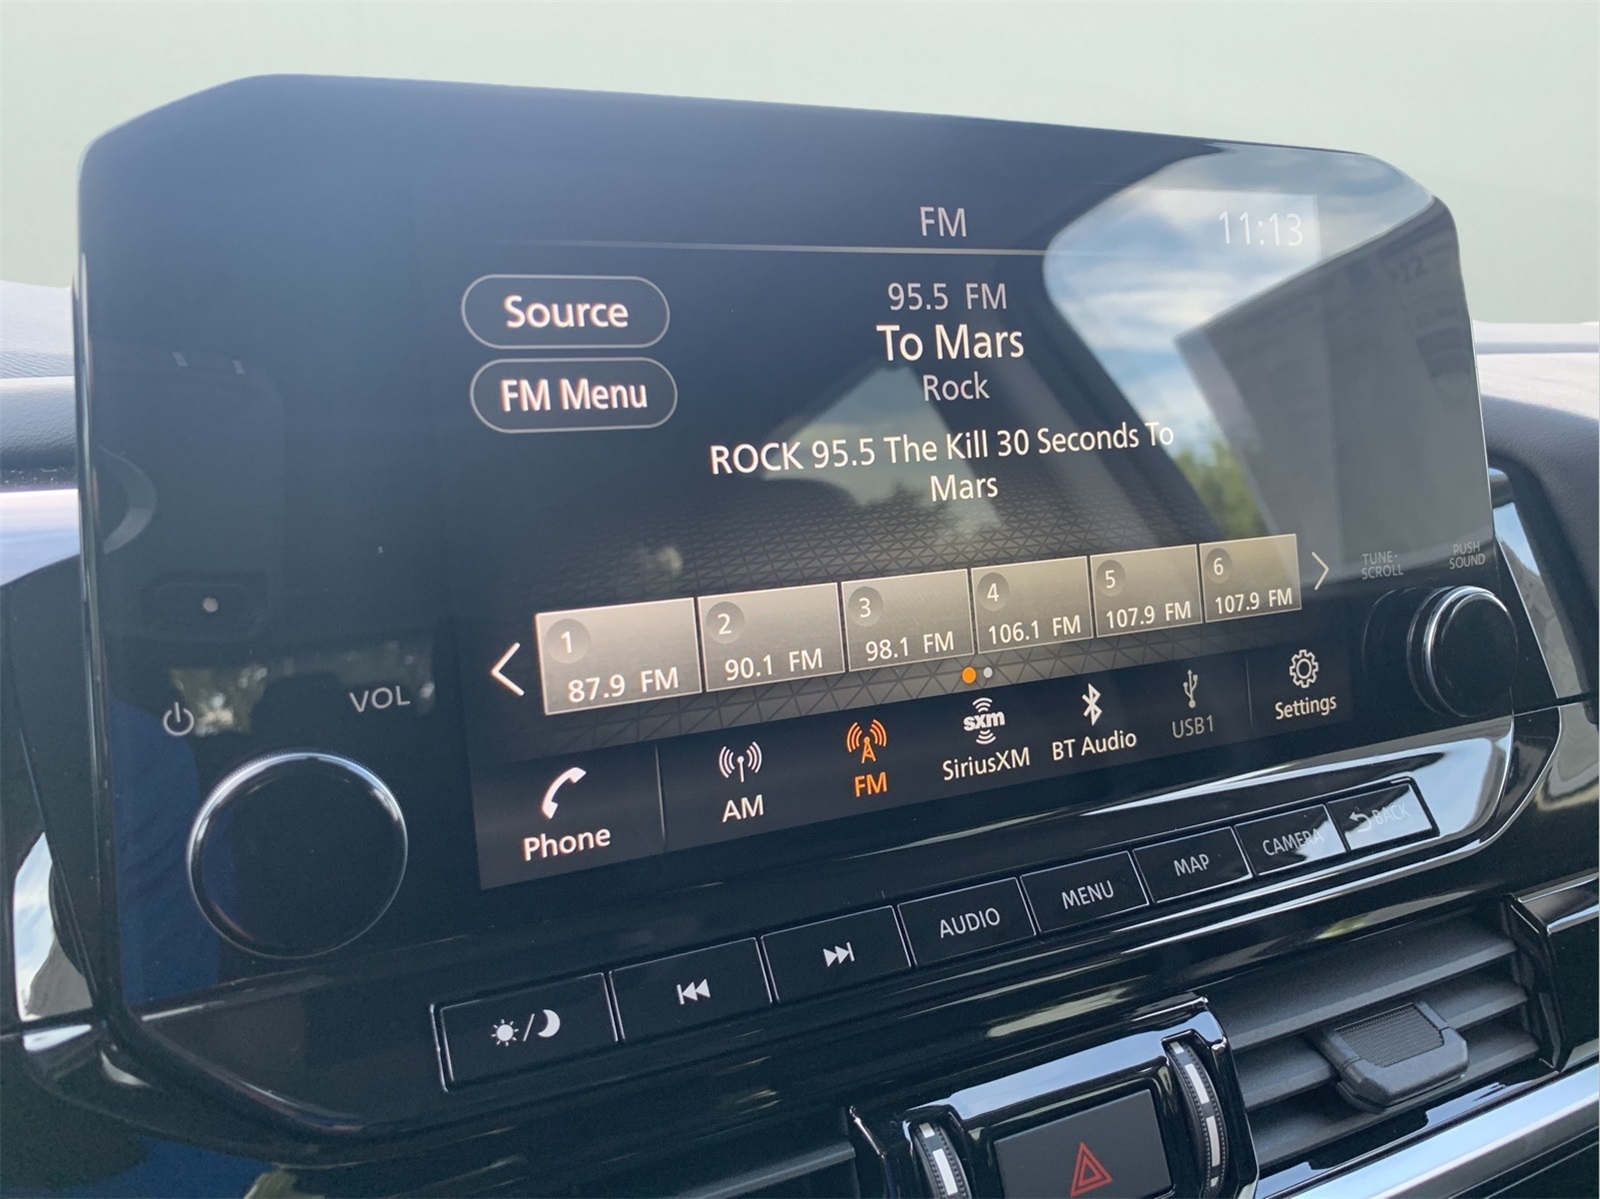 FM
11:13
Source
95.5 FM
To Mars
FM Menu
Rock
ROCK 95.5 The Kill 30 Seconds To
Mars
TUNE·
SCROLL
PUSH
SOUND
1
87.9 FM
2
90.1 FM
3
98.1 FM
4
106.1 FM
5
107.9 FM
6
107.9 FM
VOL
Phone
AM
FM
sxm
SiriusXM
BT Audio
USB1
Settings
AUDIO
MENU
MAP
CAMERA
BACK